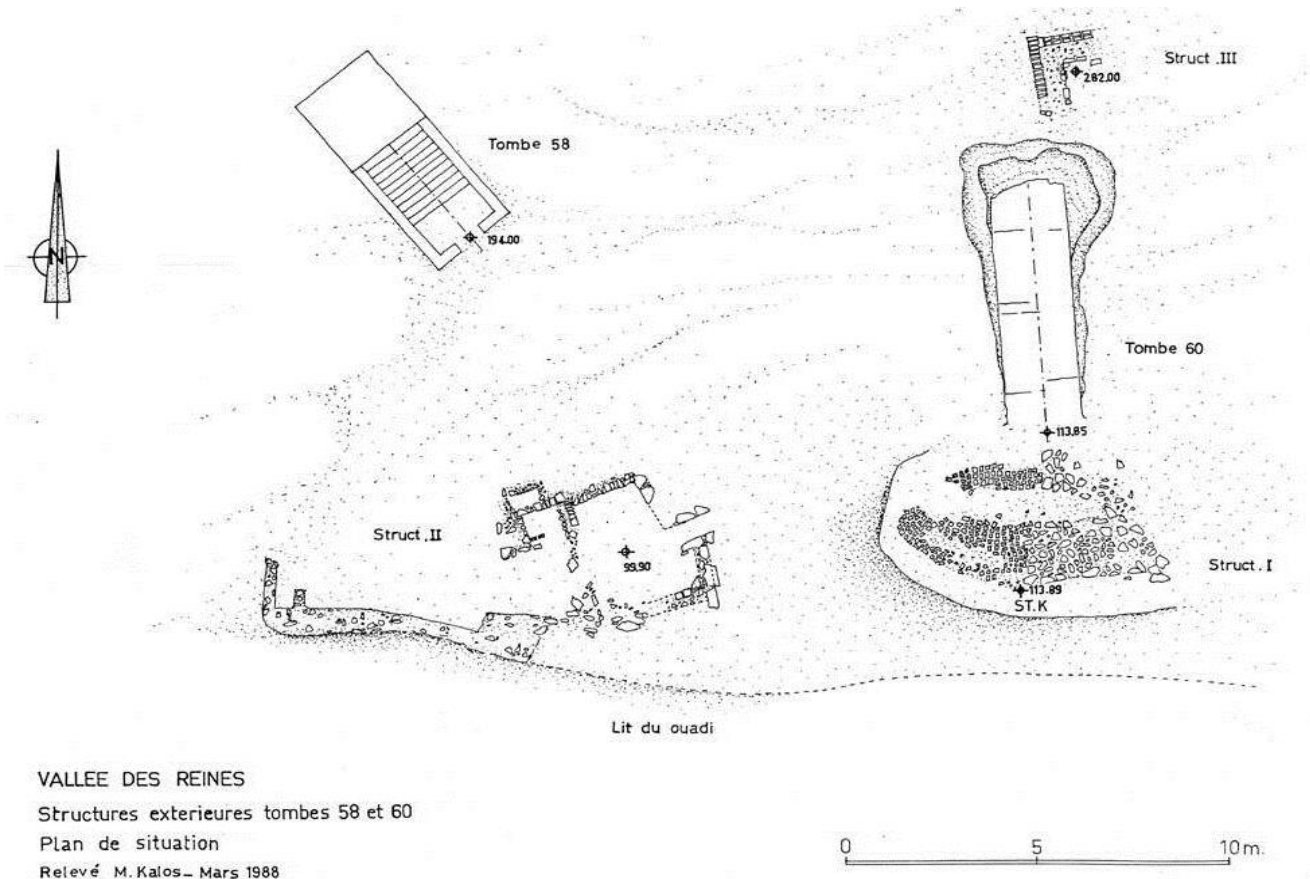 Struct.III
282.00
Tombe 58
N
194.00
Tombe 60
113.85
Struct.II
99.90
Struct.I
113.89
ST.K
Lit du ouadi
VALLEE DES REINES
Structures exterieures tombes 58 et 60
Plan de situation
Relevé M.Kalos_Mars 1988
0 5 10m.